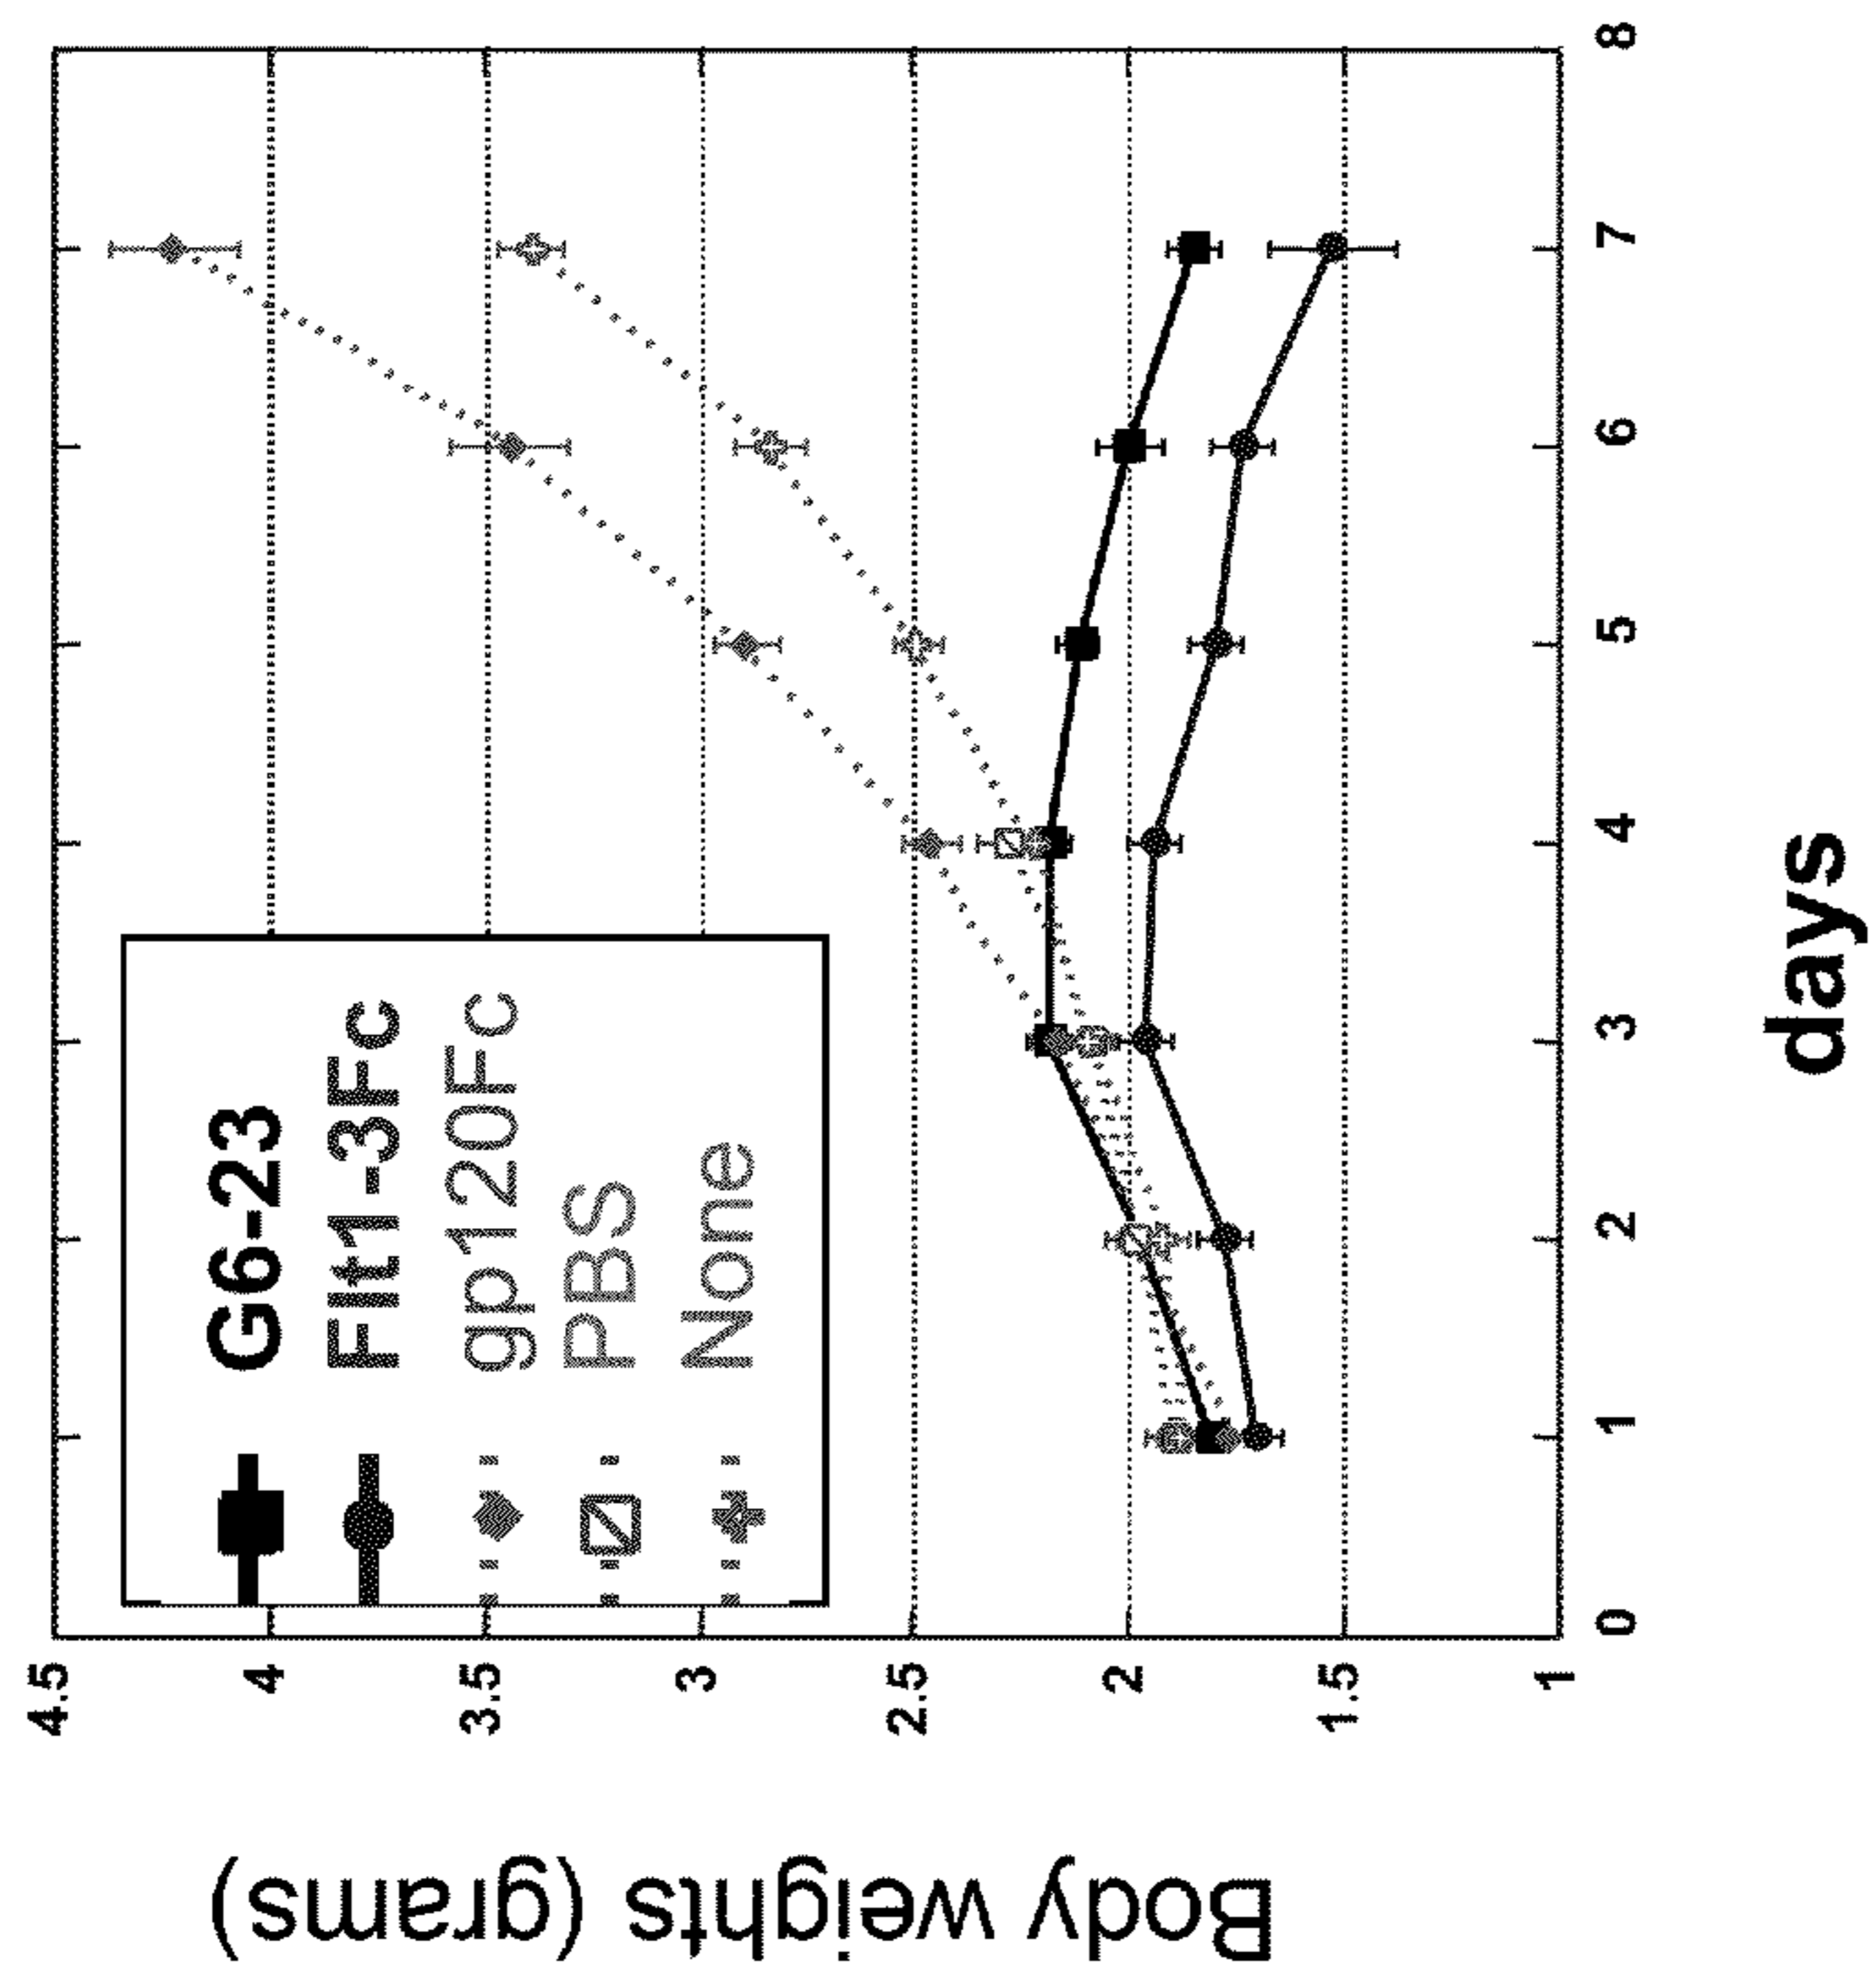 Body weights (grams)
4.5
4
3.5
3
2.5
2
1.5
1
G6-23
Flt1-3Fc
gp120Fc
PBS
None
0 1 2 3 4 5 6 7 8
days